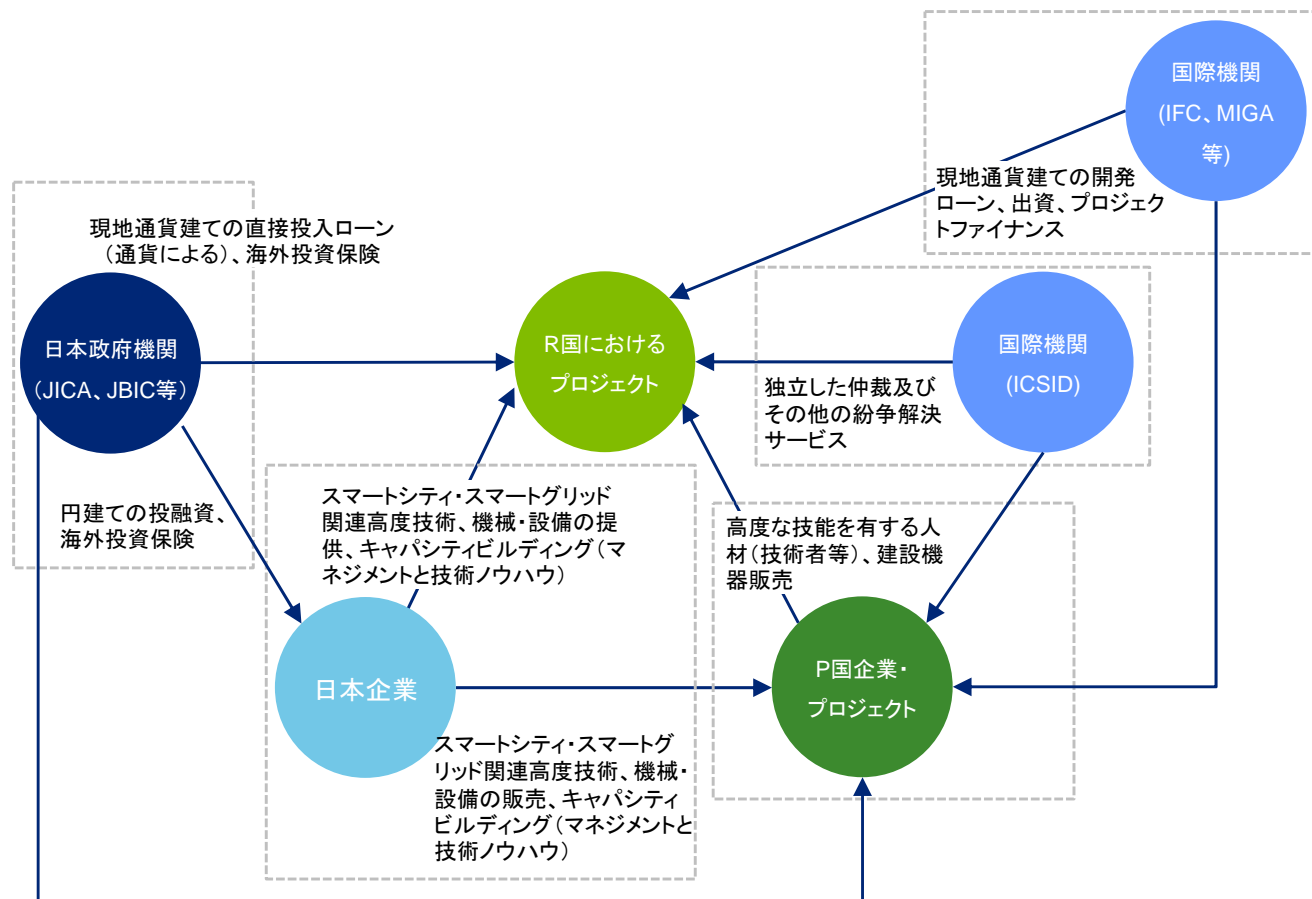 国際機関
(IFC、MIGA
等)
現地通貨建ての開発
ローン、出資、プロジェク
トファイナンス
現地通貨建ての直接投入ローン
（通貨による）、海外投資保険
日本政府機関
（JICA、JBIC等）
R国における
プロジェクト
国際機関
(ICSID)
独立した仲裁及び
その他の紛争解決
サービス
円建ての投融資、
海外投資保険
スマートシティ・スマートグリッド
関連高度技術、機械・設備の提
供、キャパシティビルディング（マ
ネジメントと技術ノウハウ）
高度な技能を有する人
材（技術者等）、建設機
器販売
日本企業
P国企業・
プロジェクト
スマートシティ・スマートグ
リッド関連高度技術、機械・
設備の販売、キャパシティ
ビルディング（マネジメントと
技術ノウハウ）